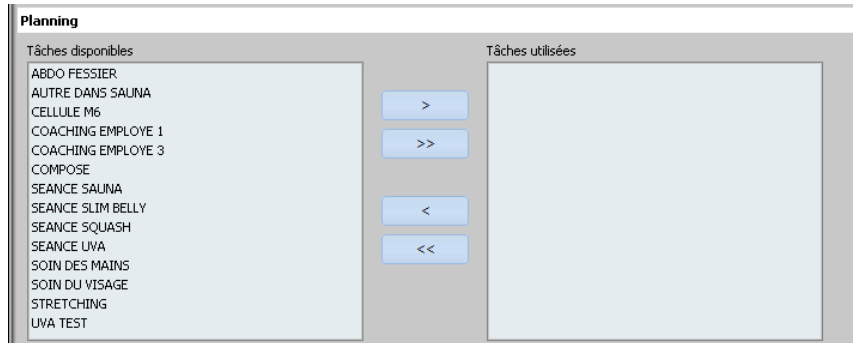 Planning
Tâches disponibles
Tâches utilisées
ABDO FESSIER
AUTRE DANS SAUNA
CELLULE M6
COACHING EMPLOYE 1
COACHING EMPLOYE 3
COMPOSE
SEANCE SAUNA
SEANCE SLIM BELLY
SEANCE SQUASH
SEANCE UVA
SOIN DES MAINS
SOIN DU VISAGE
STRETCHING
UVA TEST
>
>>
<
<<